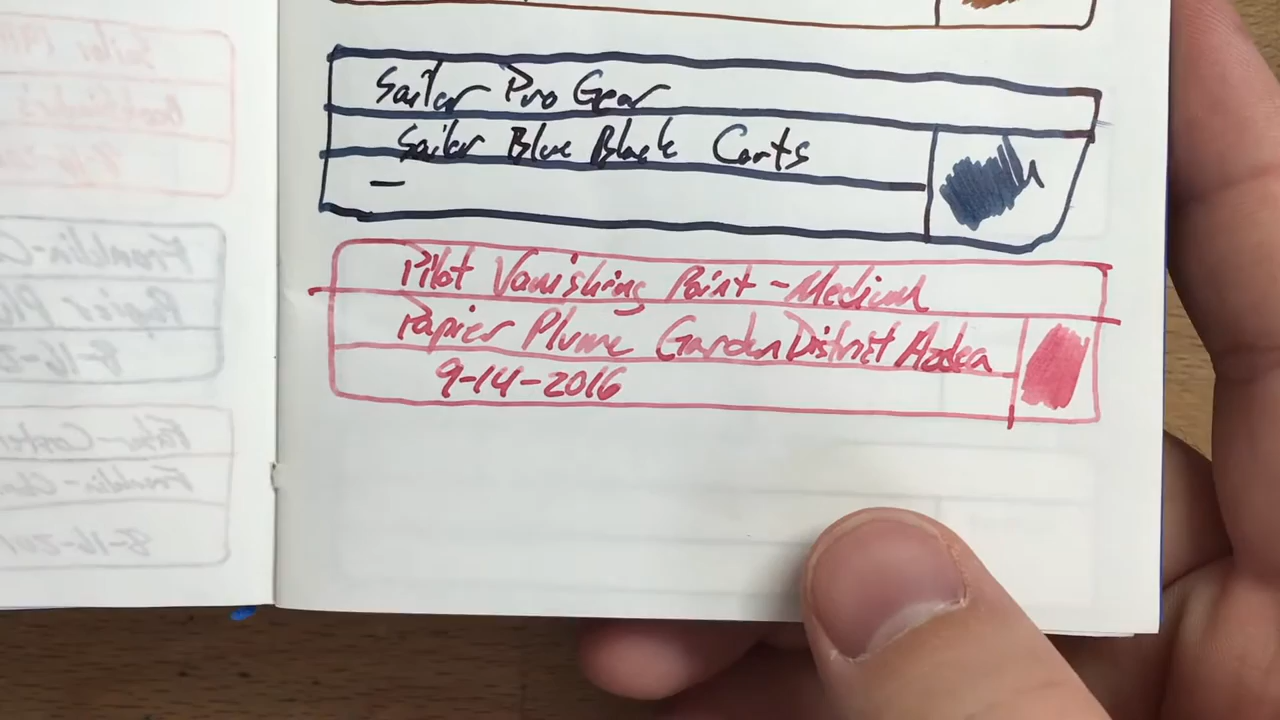 Sailor Pro Gear
Sailor Blue Black Carts
—
Pilot Vanishing Point - Medium
Papier Plume Garden District Azalea
9-14-2016